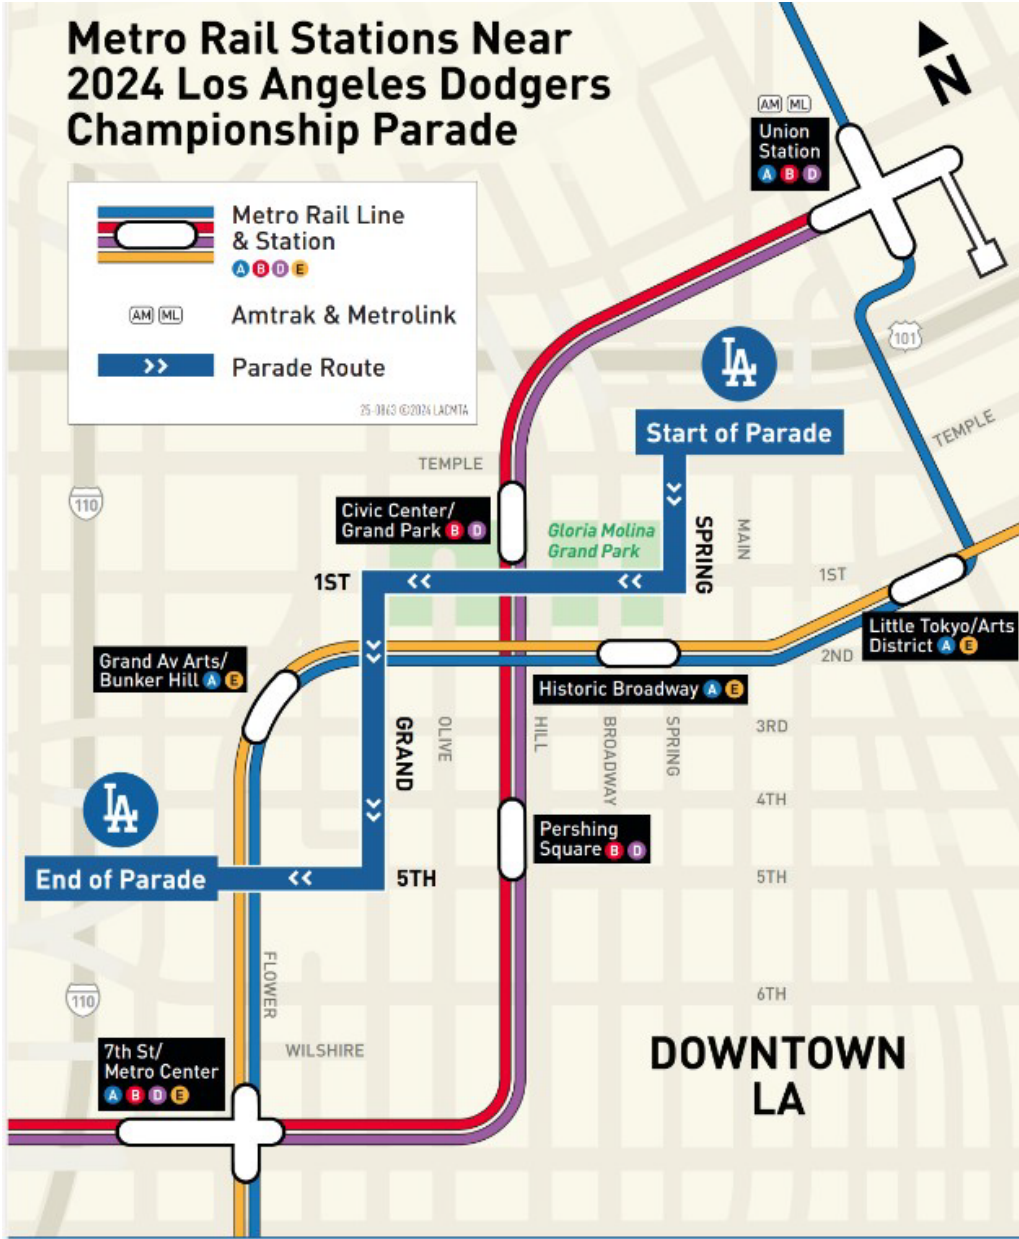 Metro Rail Stations Near
2024 Los Angeles Dodgers
Championship Parade
N
AM ML
Union
Station
A B D
Metro Rail Line
& Station
A B D E
AM ML Amtrak & Metrolink
>> Parade Route
25-0863 ©2024 LACMTA
101
LA
Start of Parade
TEMPLE
TEMPLE
110
Civic Center/
Grand Park B D
Gloria Molina
Grand Park
SPRING
MAIN
1ST
1ST
Little Tokyo/Arts
District A E
2ND
Grand Av Arts/
Bunker Hill A E
Historic Broadway A E
GRAND
OLIVE
HILL
BROADWAY
SPRING
3RD
4TH
LA
Pershing
Square B D
End of Parade
5TH
5TH
FLOWER
110
6TH
7th St/
Metro Center
A B D E
WILSHIRE
DOWNTOWN
LA